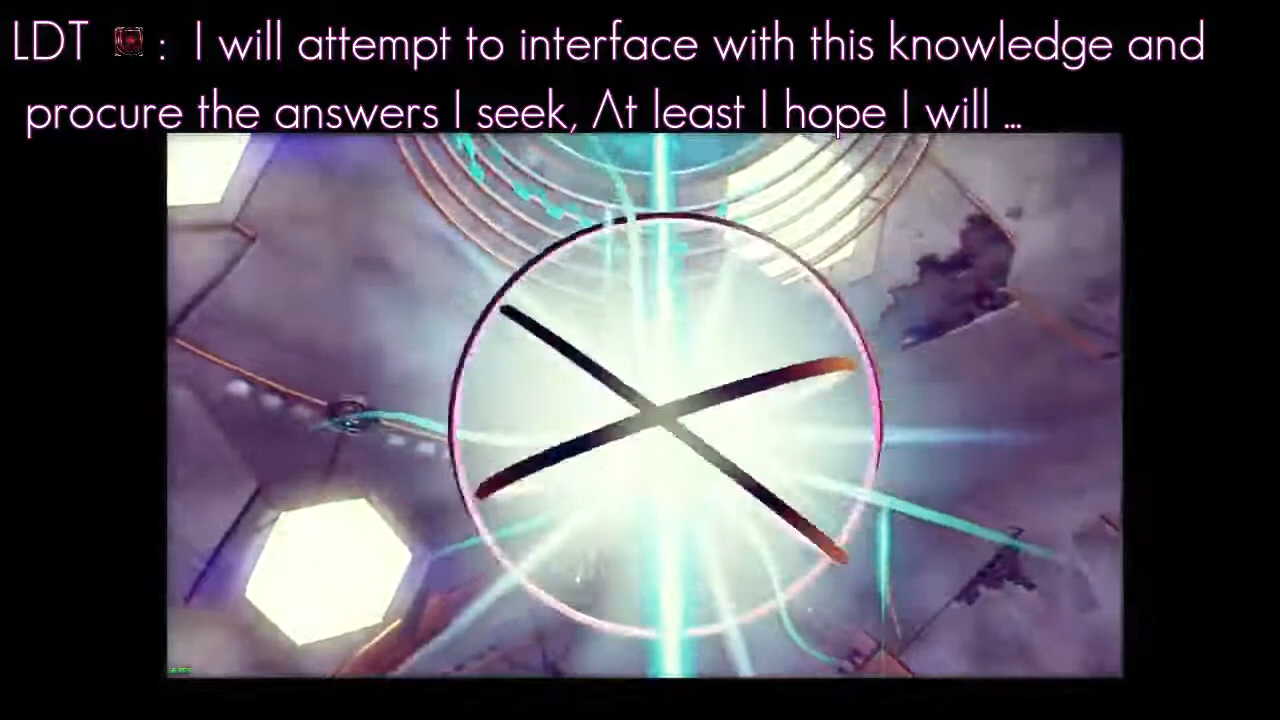 LDT : I will attempt to interface with this knowledge and
procure the answers I seek, At least I hope I will ...